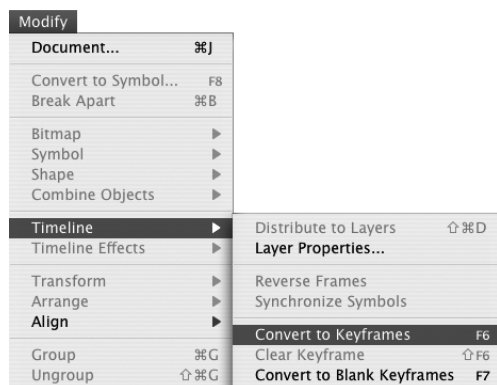 Modify
Document... ⌘J
Convert to Symbol... F8
Break Apart ⌘B
Bitmap
Symbol
Shape
Combine Objects
Timeline
Timeline Effects
Transform
Arrange
Align
Group ⌘G
Ungroup ⇧⌘G
Distribute to Layers ⇧⌘D
Layer Properties...
Reverse Frames
Synchronize Symbols
Convert to Keyframes F6
Clear Keyframe ⇧F6
Convert to Blank Keyframes F7